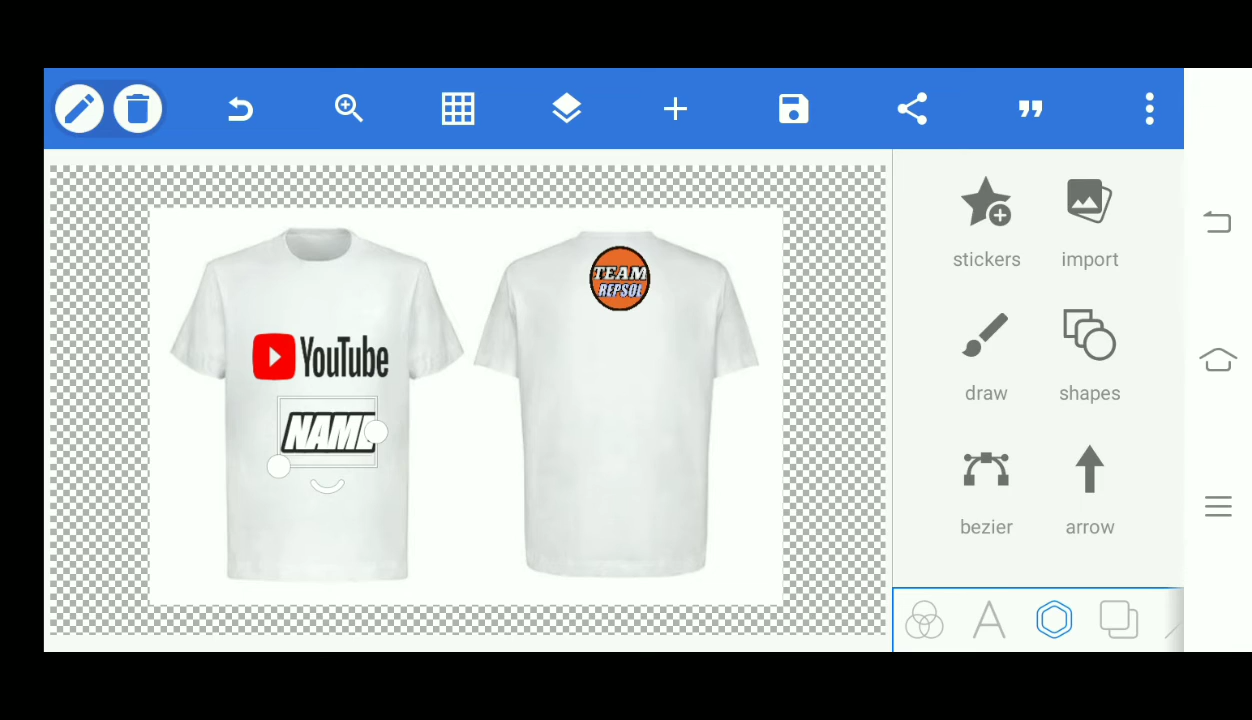 stickers
import
TEAM
REPSOL
YouTube
draw
shapes
NAME
bezier
arrow